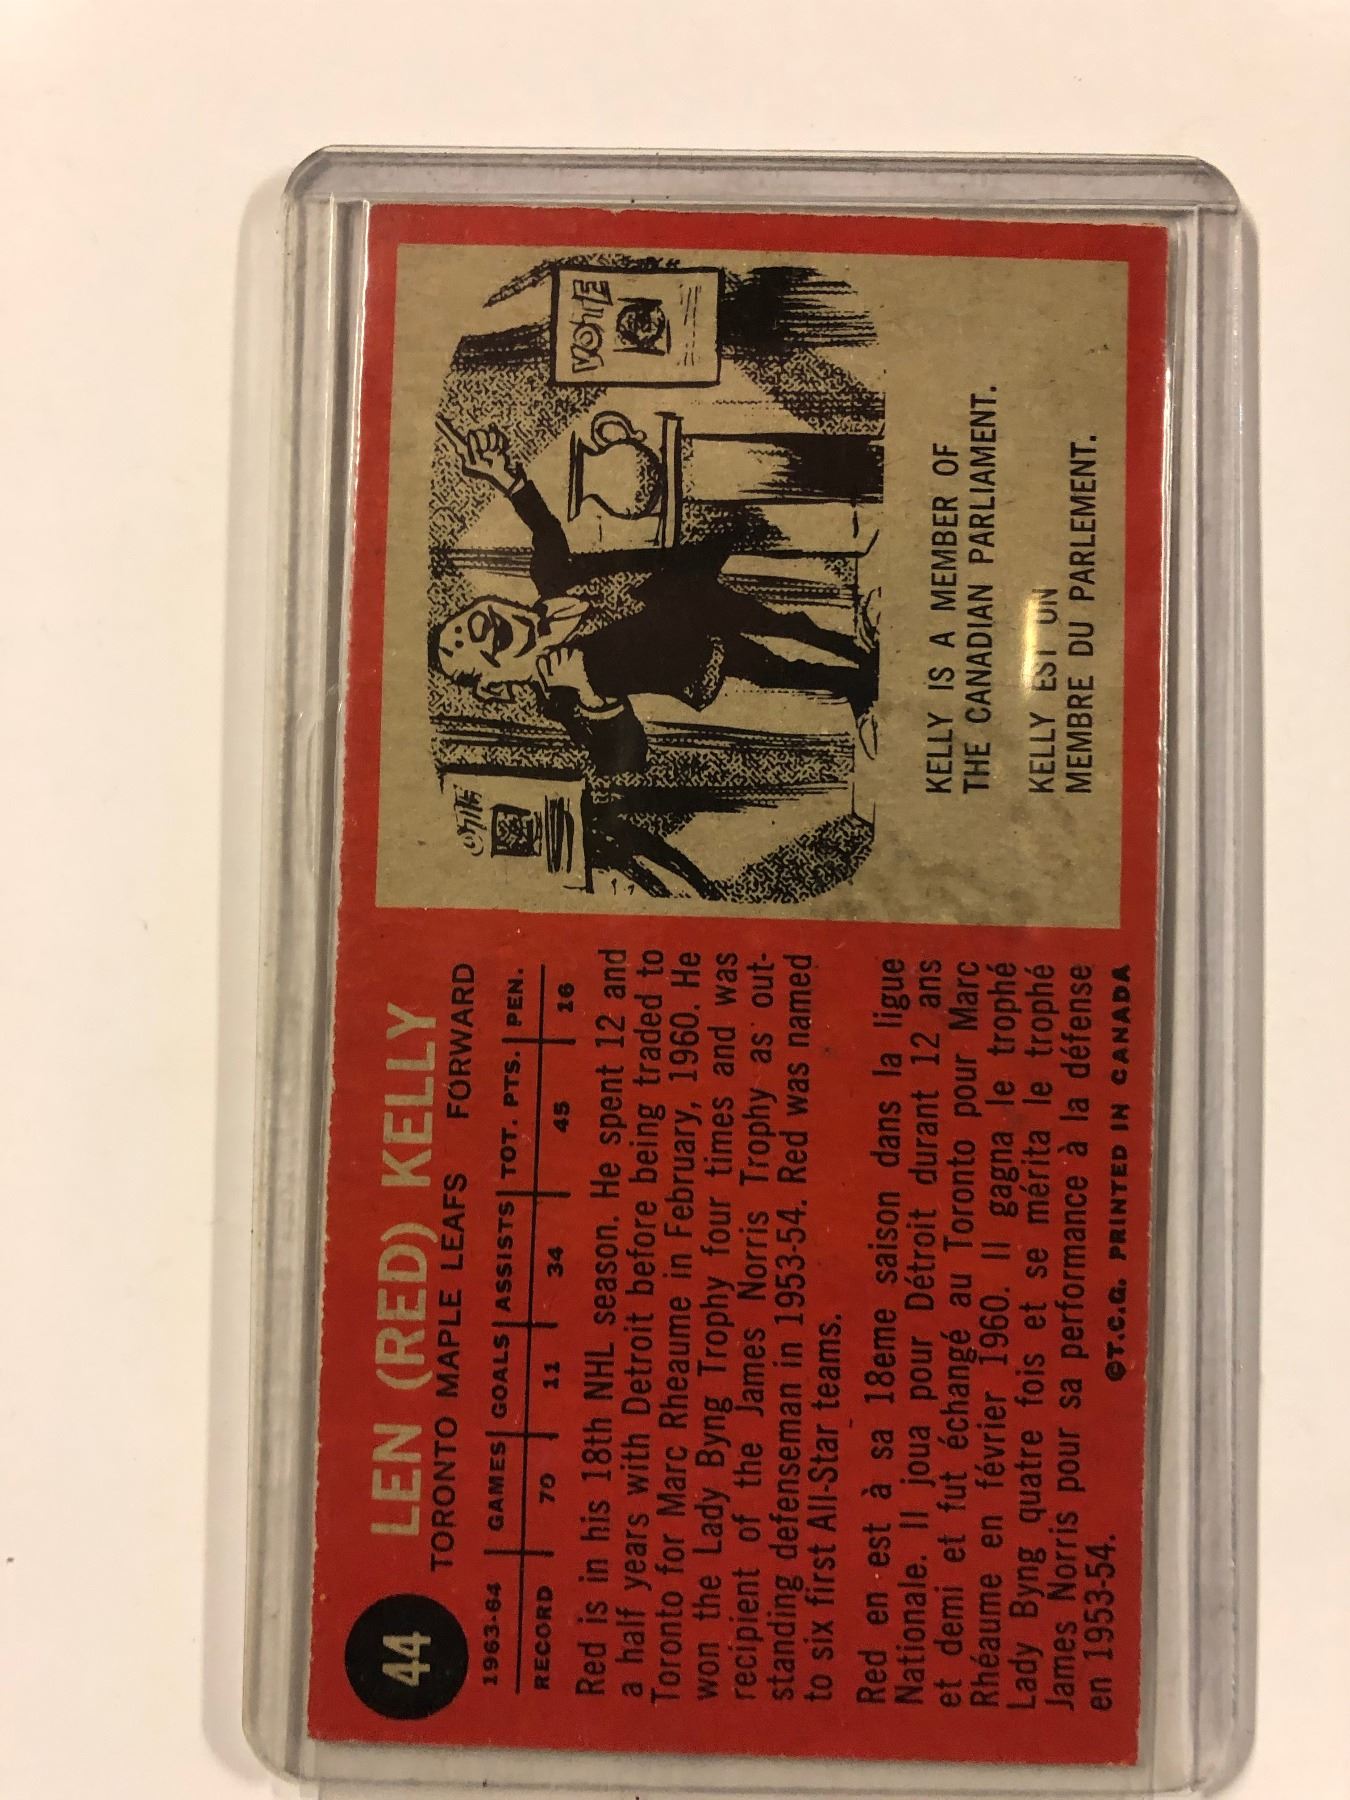 44
LEN (RED) KELLY
TORONTO MAPLE LEAFS FORWARD
1963-64 GAMES GOALS ASSISTS TOT. PTS. PEN.
RECORD 70 11 34 45 16
Red is in his 18th NHL season. He spent 12 and
a half years with Detroit before being traded to
Toronto for Marc Rheaume in February, 1960. He
won the Lady Byng Trophy four times and was
recipient of the James Norris Trophy as out-
standing defenseman in 1953-54. Red was named
to six first All-Star teams.
Red en est à sa 18eme saison dans la ligue
Nationale. Il joua pour Détroit durant 12 ans
et demi et fut échangé au Toronto pour Marc
Rhéaume en février 1960. Il gagna le trophé
Lady Byng quatre fois et se mérita le trophé
James Norris pour sa performance à la défense
en 1953-54.
©T.C.G. PRINTED IN CANADA
VOTE
KELLY IS A MEMBER OF
THE CANADIAN PARLIAMENT.
KELLY EST UN
MEMBRE DU PARLEMENT.